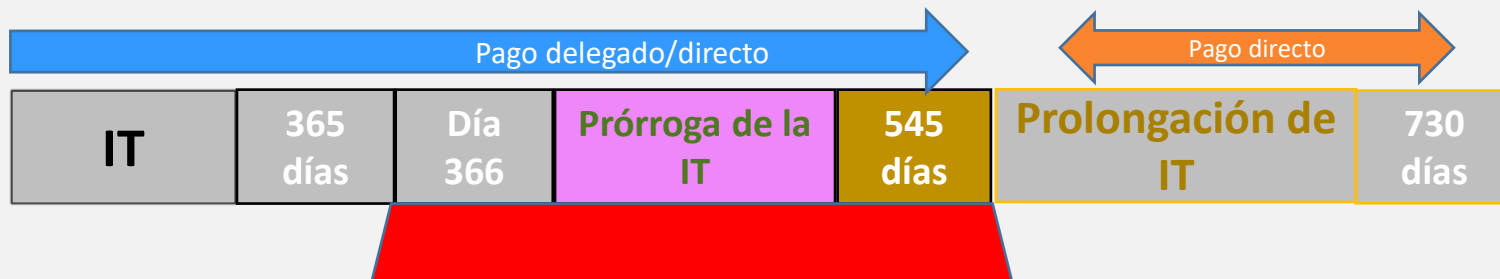 Pago delegado/directo
Pago directo
IT
365
días
Día
366
Prórroga de la
IT
545
días
Prolongación de
IT
730
días